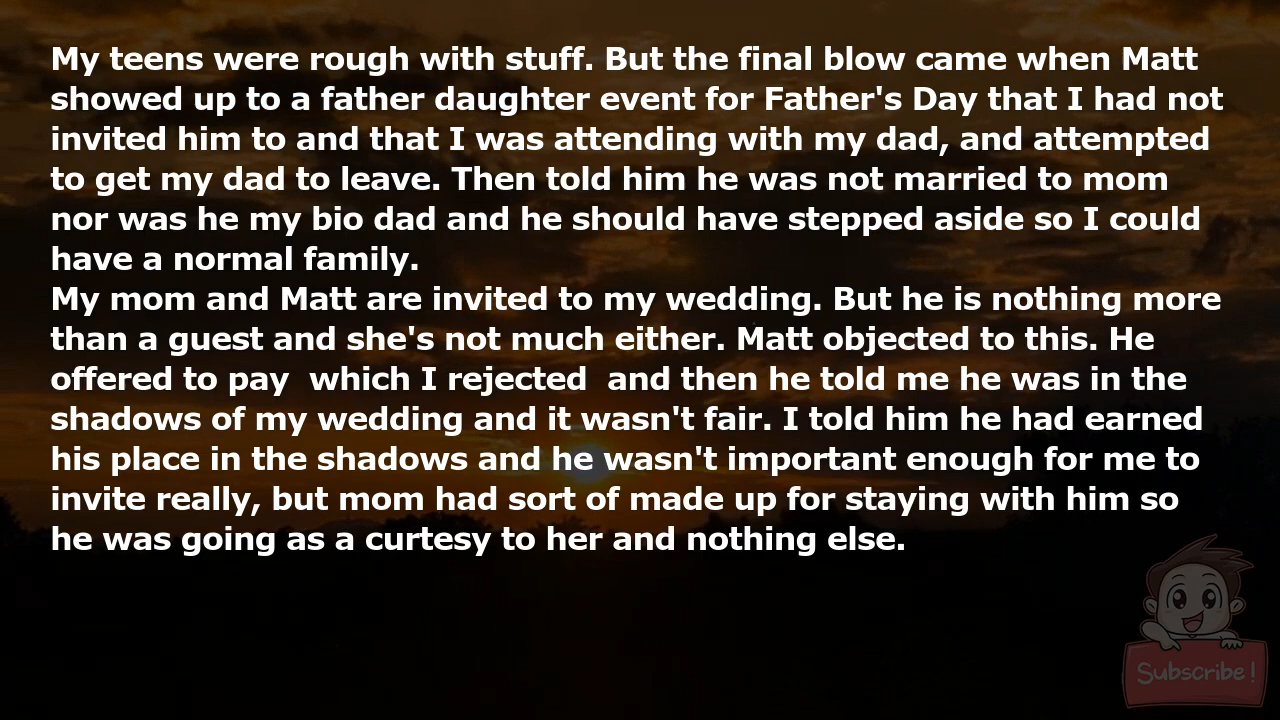 My teens were rough with stuff. But the final blow came when Matt
showed up to a father daughter event for Father's Day that I had not
invited him to and that I was attending with my dad, and attempted
to get my dad to leave. Then told him he was not married to mom
nor was he my bio dad and he should have stepped aside so I could
have a normal family.
My mom and Matt are invited to my wedding. But he is nothing more
than a guest and she's not much either. Matt objected to this. He
offered to pay  which I rejected  and then he told me he was in the
shadows of my wedding and it wasn't fair. I told him he had earned
his place in the shadows and he wasn't important enough for me to
invite really, but mom had sort of made up for staying with him so
he was going as a curtesy to her and nothing else.
Subscribe!